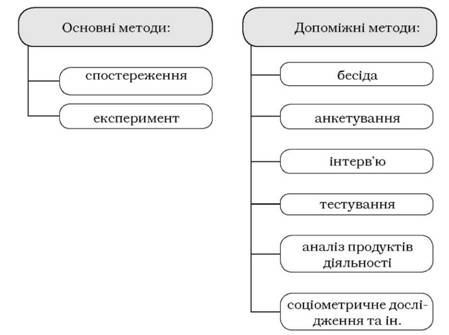 Основні методи:
спостереження
експеримент
Допоміжні методи:
бесіда
анкетування
інтерв'ю
тестування
аналіз продуктів
діяльності
соціометричне дослі-
дження та ін.